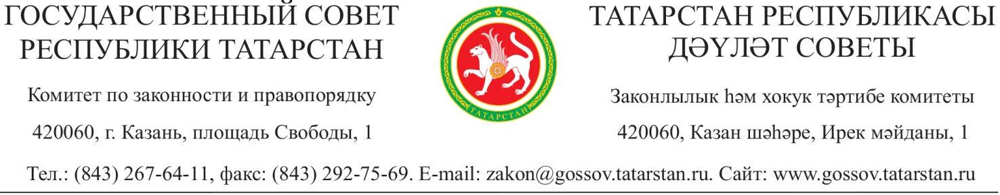 ГОСУДАРСТВЕННЫЙ СОВЕТ
РЕСПУБЛИКИ ТАТАРСТАН
Комитет по законности и правопорядку
420060, г. Казань, площадь Свободы, 1
ТАТАРСТАН
ТАТАРСТАН РЕСПУБЛИКАСЫ
ДӘҮЛӘТ СОВЕТЫ
Законлылык һәм хокук тәртибе комитеты
420060, Казан шәһәре, Ирек мәйданы, 1
Тел.: (843) 267-64-11, факс: (843) 292-75-69. E-mail: zakon@gossov.tatarstan.ru. Сайт: www.gossov.tatarstan.ru